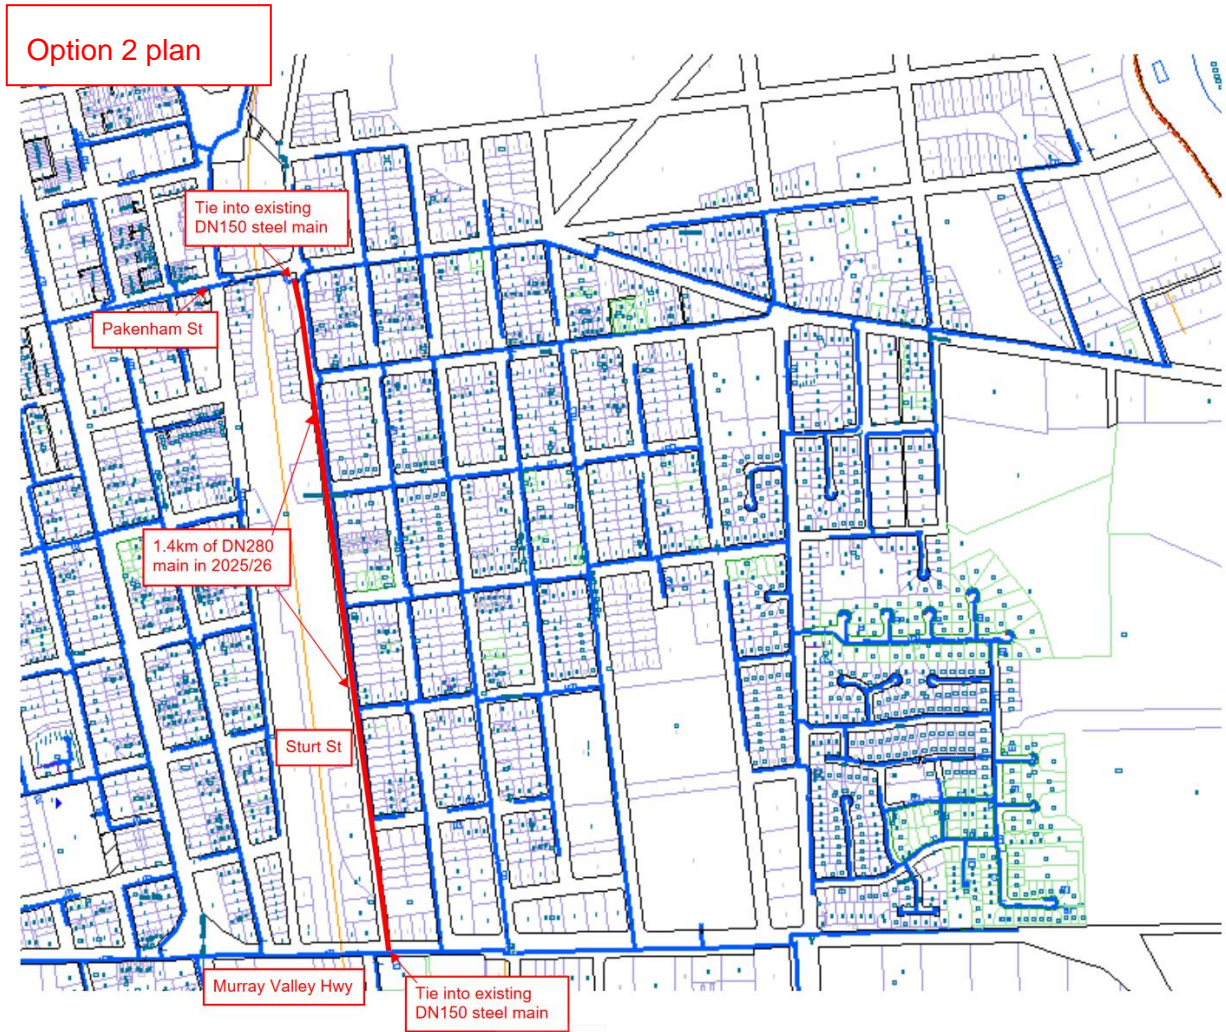 Option 2 plan
Tie into existing
DN150 steel main
Pakenham St
1.4km of DN280
main in 2025/26
Sturt St
Murray Valley Hwy
Tie into existing
DN150 steel main